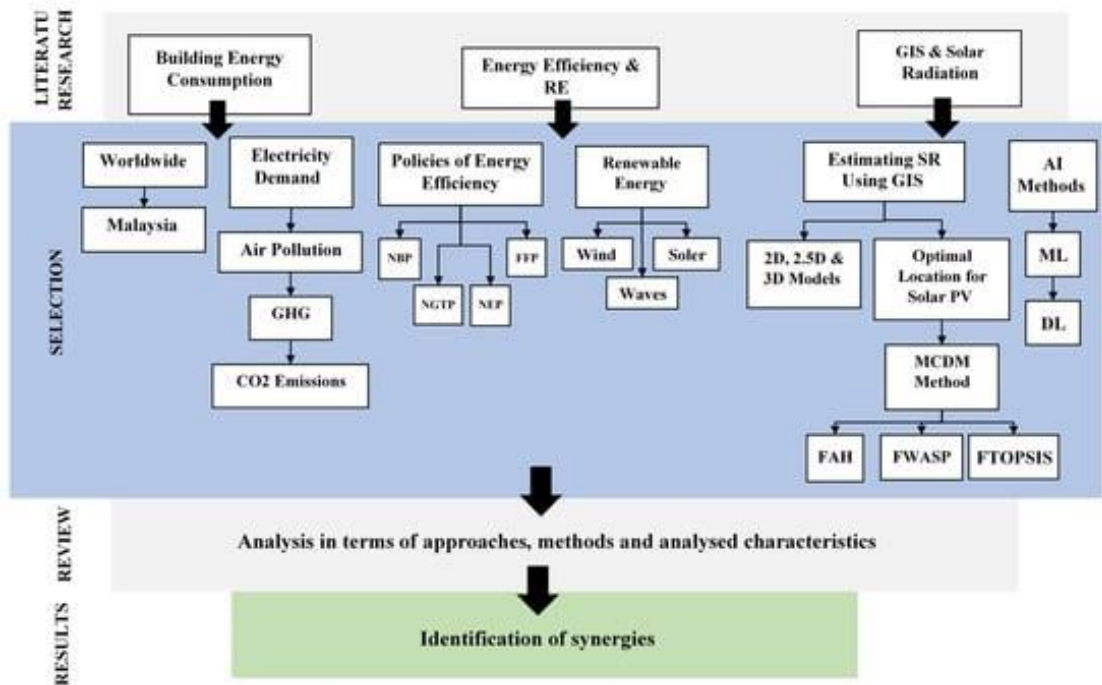 LITERATU
RESEARCH
Building Energy
Consumption
Energy Efficiency &
RE
GIS & Solar
Radiation
SELECTION
Worldwide
Malaysia
Electricity
Demand
Air Pollution
GHG
CO2 Emissions
Policies of Energy
Efficiency
NBP
NGTP
NEP
FFP
Renewable
Energy
Wind
Waves
Soler
Estimating SR
Using GIS
2D, 2.5D &
3D Models
Optimal
Location for
Solar PV
MCDM
Method
FAH
FWASP
FTOPSIS
AI
Methods
ML
DL
REVIEW
Analysis in terms of approaches, methods and analysed characteristics
RESULTS
Identification of synergies